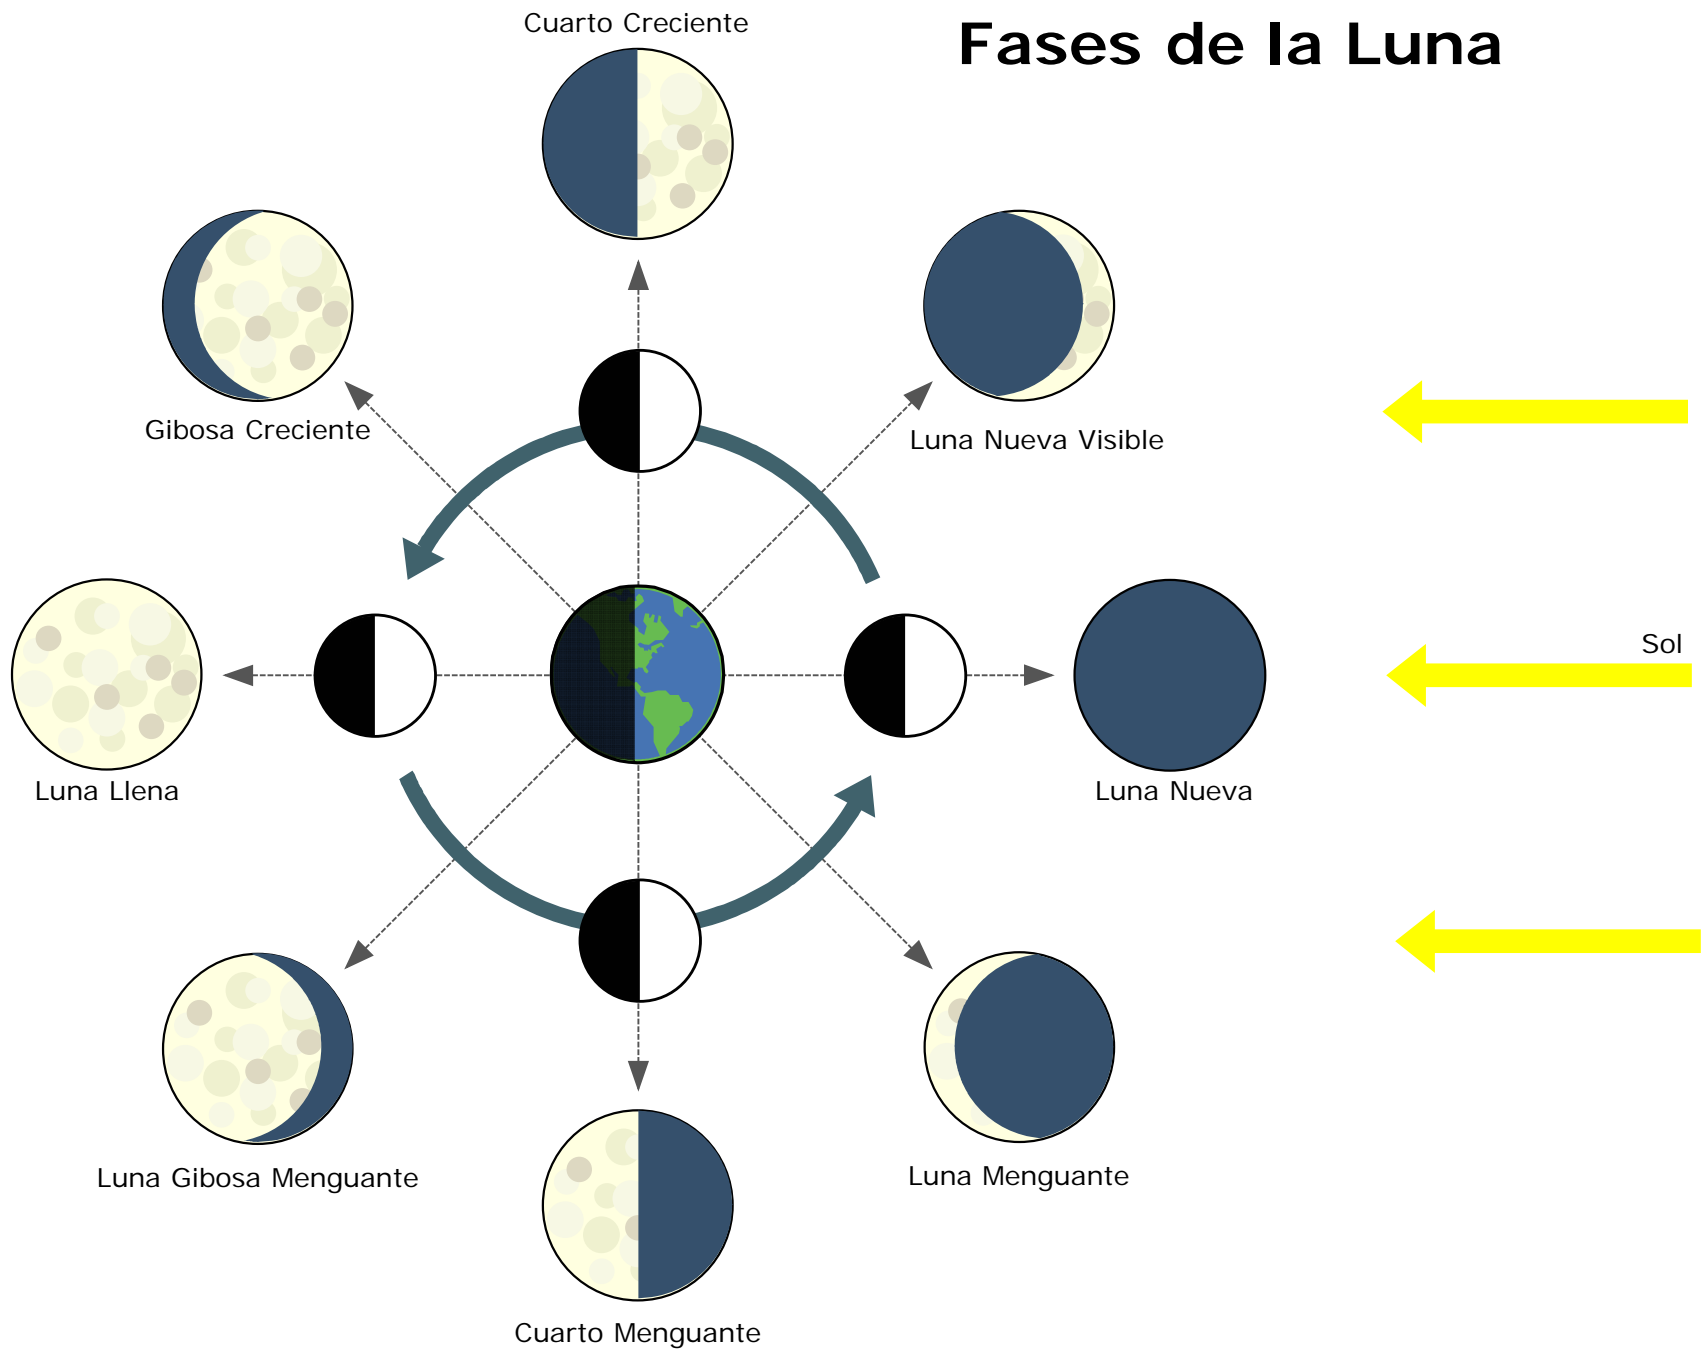 Cuarto Creciente
Fases de la Luna
Gibosa Creciente
Luna Nueva Visible
Sol
Luna Llena
Luna Nueva
Luna Gibosa Menguante
Luna Menguante
Cuarto Menguante